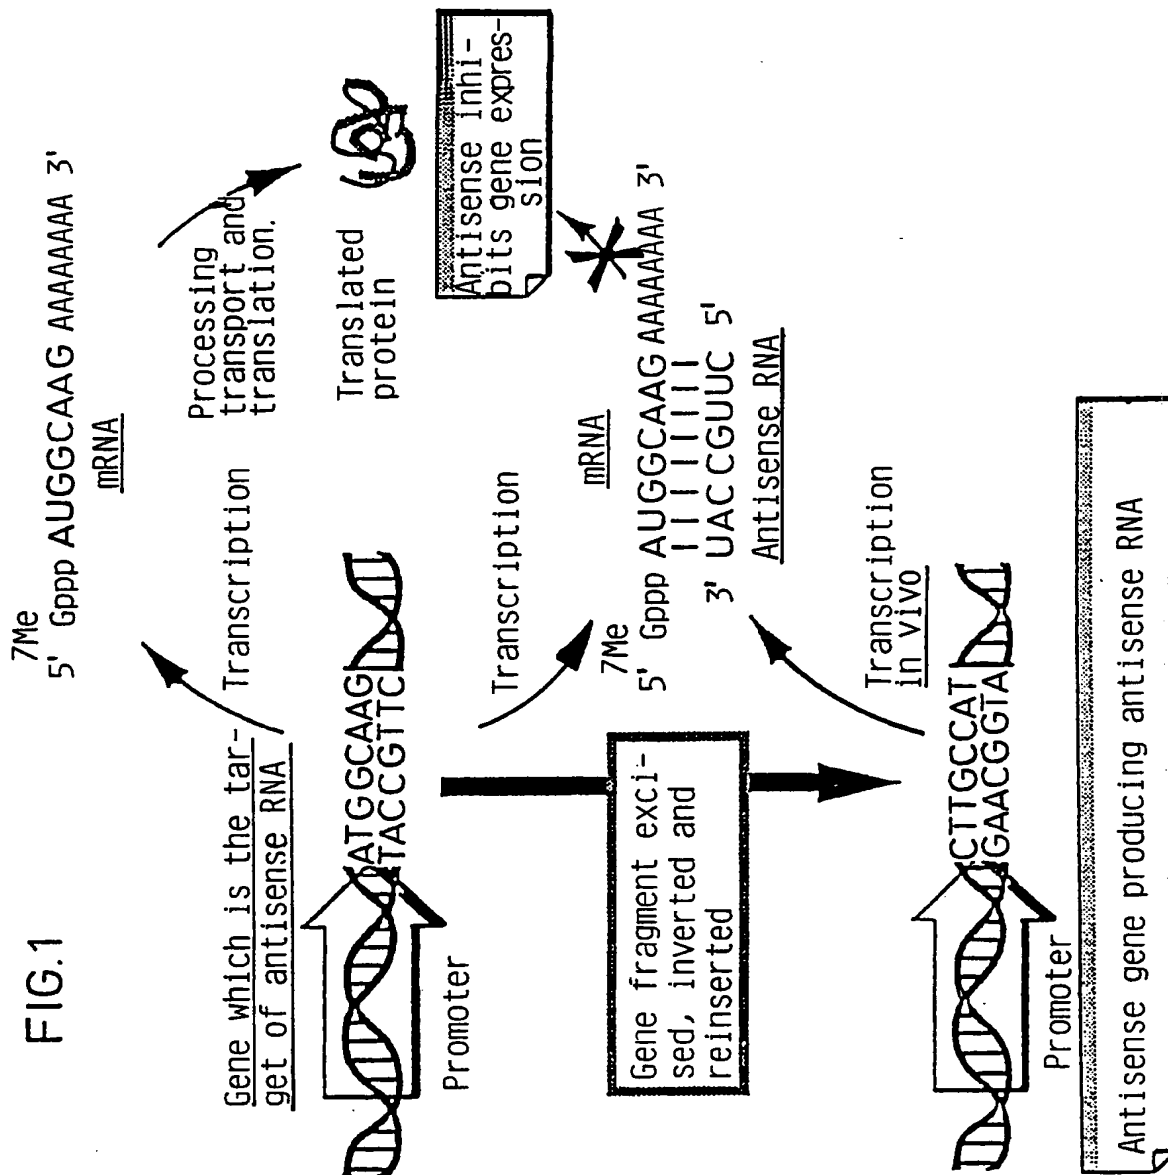 FIG.1
7Me
5' Gppp AUGGCAAG AAAAAAA 3'
mRNA
Gene which is the tar-
get of antisense RNA
Transcription
Processing
transport and
translation.
ATGGCAAG
TACCGTTC
Translated
protein
Promoter
Antisense inhi-
bits gene expres-
sion
Transcription
mRNA
7Me
5' Gppp AUGGCAAG AAAAAAA 3'
3' UACCGUUC 5'
Antisense RNA
Gene fragment exci-
sed, inverted and
reinserted
Transcription
in vivo
CTTGCCAT
GAACGGTA
Promoter
Antisense gene producing antisense RNA